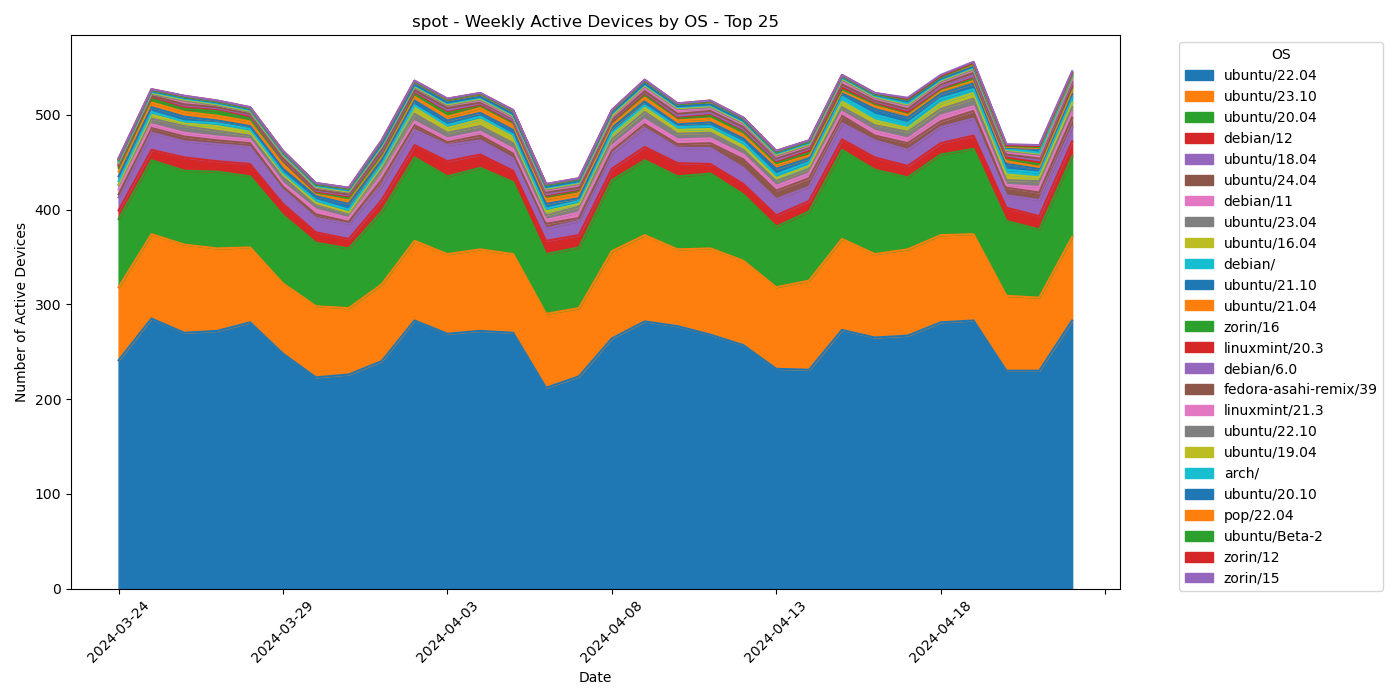 spot - Weekly Active Devices by OS - Top 25
Number of Active Devices
500
400
300
200
100
0
2024-03-24
2024-03-29
2024-04-03
2024-04-08
2024-04-13
2024-04-18
Date
OS
ubuntu/22.04
ubuntu/23.10
ubuntu/20.04
debian/12
ubuntu/18.04
ubuntu/24.04
debian/11
ubuntu/23.04
ubuntu/16.04
debian/
ubuntu/21.10
ubuntu/21.04
zorin/16
linuxmint/20.3
debian/6.0
fedora-asahi-remix/39
linuxmint/21.3
ubuntu/22.10
ubuntu/19.04
arch/
ubuntu/20.10
pop/22.04
ubuntu/Beta-2
zorin/12
zorin/15